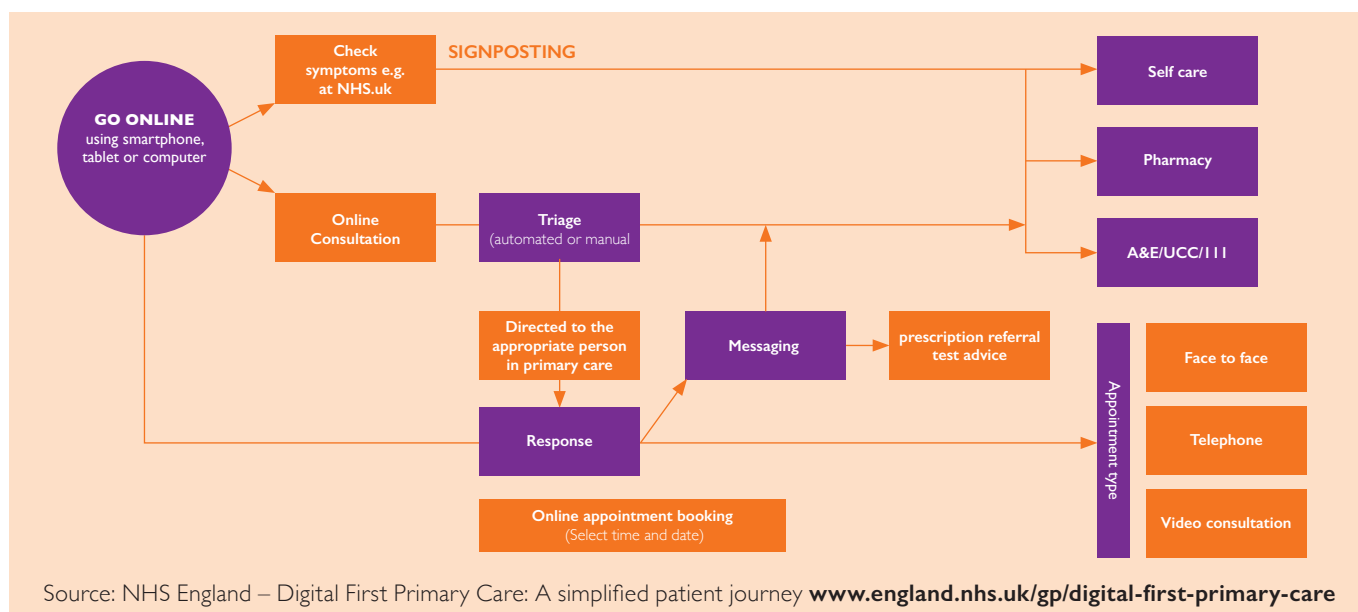 GO ONLINE
using smartphone,
tablet or computer
Check
symptoms e.g.
at NHS.uk
SIGNPOSTING
Self care
Pharmacy
Online
Consultation
Triage
(automated or manual
A&E/UCC/111
Directed to the
appropriate person
in primary care
Messaging
prescription referral
test advice
Response
Appointment type
Face to face
Telephone
Video consultation
Online appointment booking
(Select time and date)
Source: NHS England – Digital First Primary Care: A simplified patient journey www.england.nhs.uk/gp/digital-first-primary-care